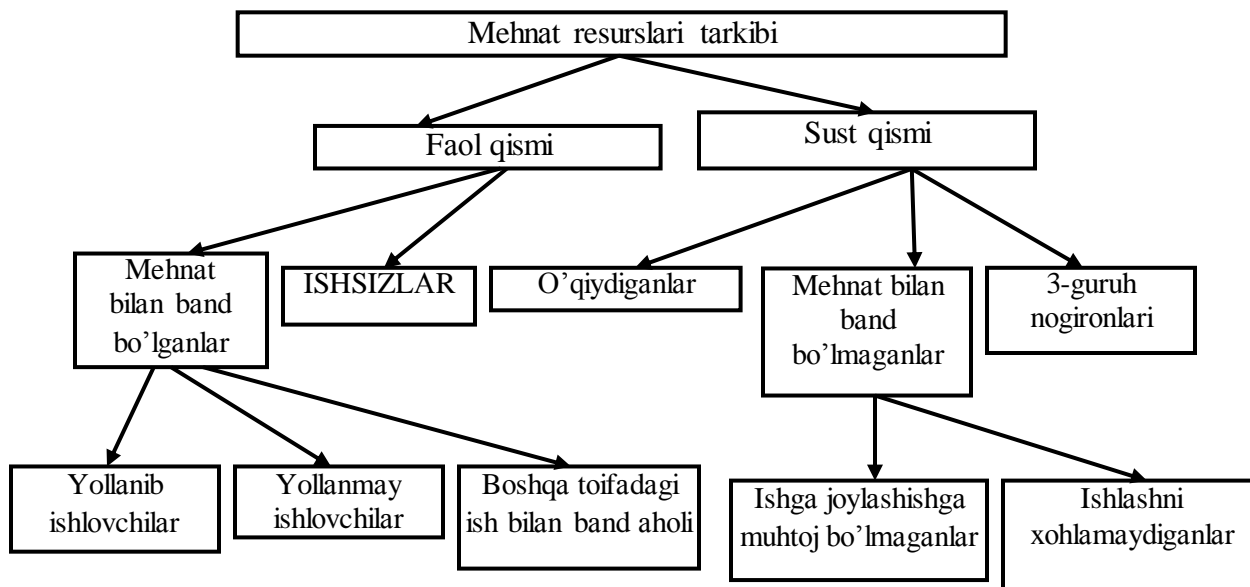 Mehnat resurslari tarkibi
Faol qismi
Sust qismi
Mehnat
bilan band
bo’lganlar
ISHSIZLAR
O’qiydiganlar
Mehnat bilan
band
bo’lmaganlar
3-guruh
nogironlari
Yollanib
ishlovchilar
Yollanmay
ishlovchilar
Boshqa toifadagi
ish bilan band aholi
Ishga joylashishga
muhtoj bo’lmaganlar
Ishlashni
xohlamaydiganlar